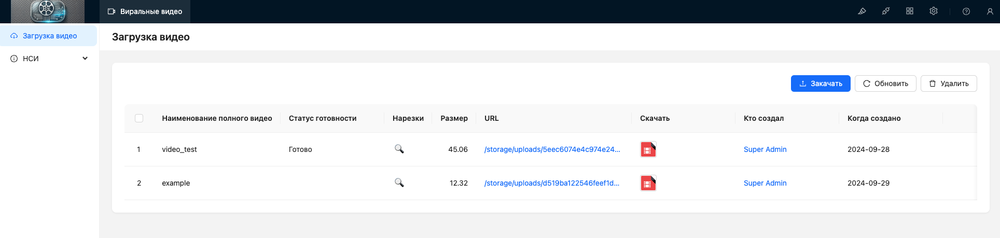 Виральные видео
Загрузка видео
НСИ
Загрузка видео
Закачать Обновить Удалить
Наименование полного видео Статус готовности Нарезки Размер URL Скачать Кто создал Когда создано
1 video_test Готово 45.06 /storage/uploads/5eec6074e4c974e24... Super Admin 2024-09-28
2 example 12.32 /storage/uploads/d519ba122546feef1d... Super Admin 2024-09-29